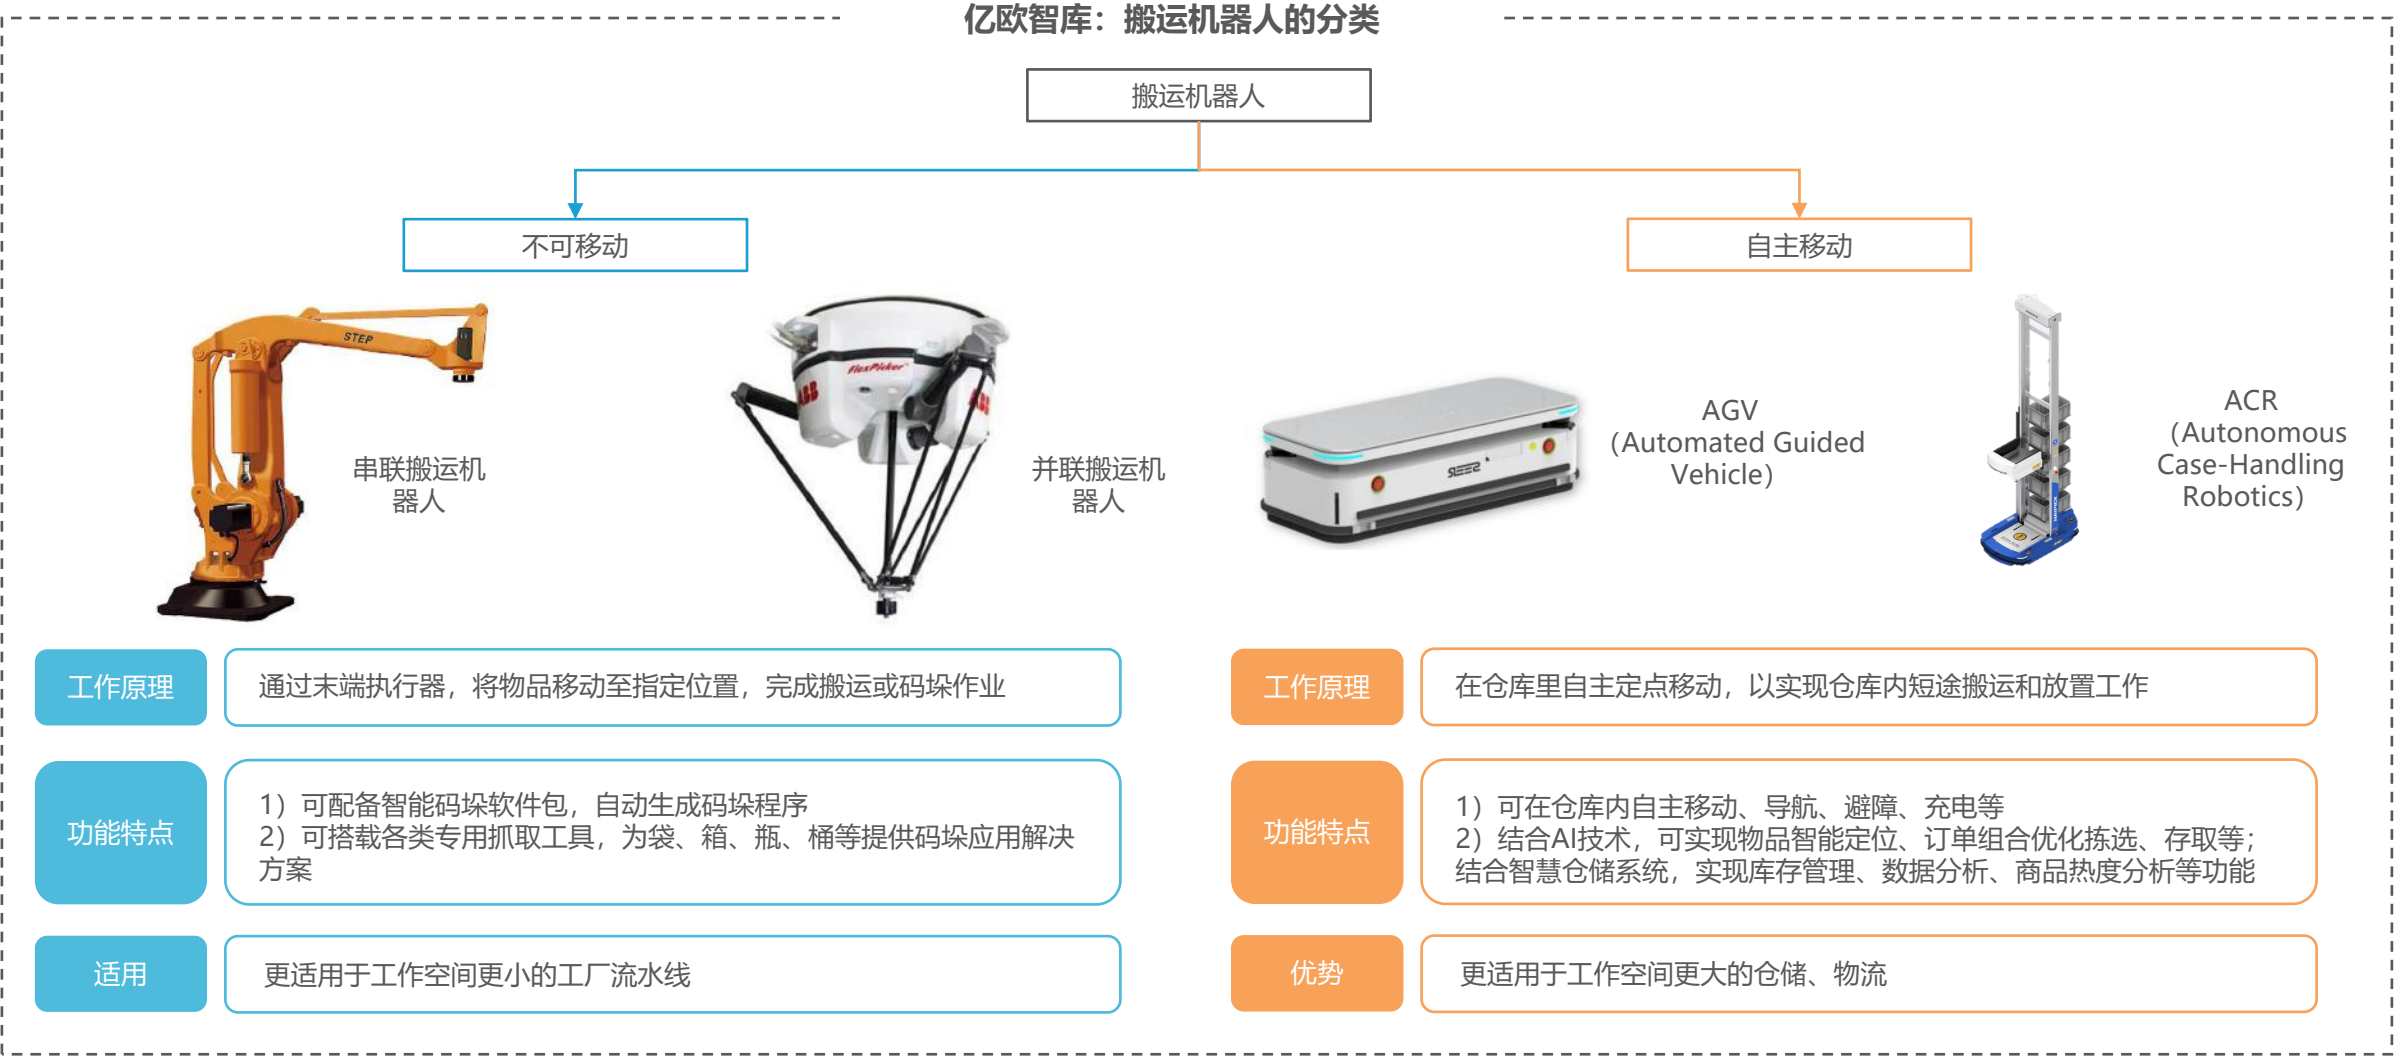 亿欧智库：搬运机器人的分类
搬运机器人
不可移动
自主移动
STEP
FlexPicker
ABB
ABB
串联搬运机
器人
并联搬运机
器人
AGV
（Automated Guided
Vehicle）
ACR
（Autonomous
Case-Handling
Robotics）
工作原理
通过末端执行器，将物品移动至指定位置，完成搬运或码垛作业
功能特点
1）可配备智能码垛软件包，自动生成码垛程序
2）可搭载各类专用抓取工具，为袋、箱、瓶、桶等提供码垛应用解决
方案
适用
更适用于工作空间更小的工厂流水线
工作原理
在仓库里自主定点移动，以实现仓库内短途搬运和放置工作
功能特点
1）可在仓库内自主移动、导航、避障、充电等
2）结合AI技术，可实现物品智能定位、订单组合优化拣选、存取等；
结合智慧仓储系统，实现库存管理、数据分析、商品热度分析等功能
优势
更适用于工作空间更大的仓储、物流